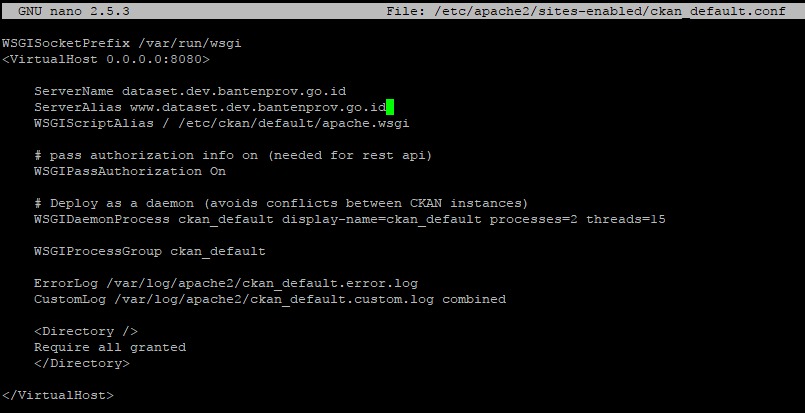 GNU nano 2.5.3 File: /etc/apache2/sites-enabled/ckan_default.conf
WSGISocketPrefix /var/run/wsgi
<VirtualHost 0.0.0.0:8080>
ServerName dataset.dev.bantenprov.go.id
ServerAlias www.dataset.dev.bantenprov.go.id
WSGIScriptAlias / /etc/ckan/default/apache.wsgi
# pass authorization info on (needed for rest api)
WSGIPassAuthorization On
# Deploy as a daemon (avoids conflicts between CKAN instances)
WSGIDaemonProcess ckan_default display-name=ckan_default processes=2 threads=15
WSGIProcessGroup ckan_default
ErrorLog /var/log/apache2/ckan_default.error.log
CustomLog /var/log/apache2/ckan_default.custom.log combined
<Directory />
Require all granted
</Directory>
</VirtualHost>